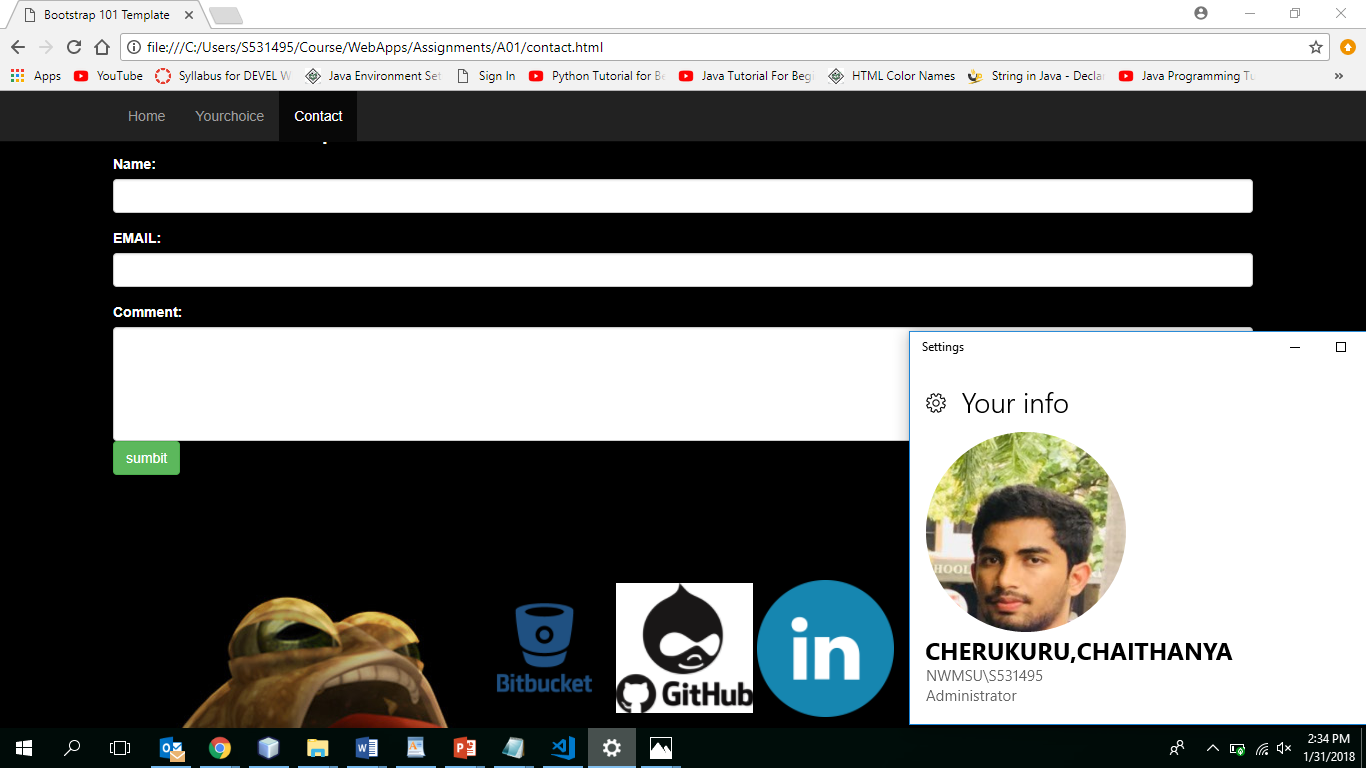 Bootstrap 101 Template
file:///C:/Users/S531495/Course/WebApps/Assignments/A01/contact.html
Apps YouTube Syllabus for DEVEL W Java Environment Set Sign In Python Tutorial for Be Java Tutorial For Begi HTML Color Names String in Java - Declar Java Programming Tu »
Home Yourchoice Contact
Name:
EMAIL:
Comment:
sumbit
Settings
Your info
HOOL
CHERUKURU,CHAITHANYA
NWMSU\S531495
Administrator
Bitbucket
GitHub
in
2:34 PM
1/31/2018